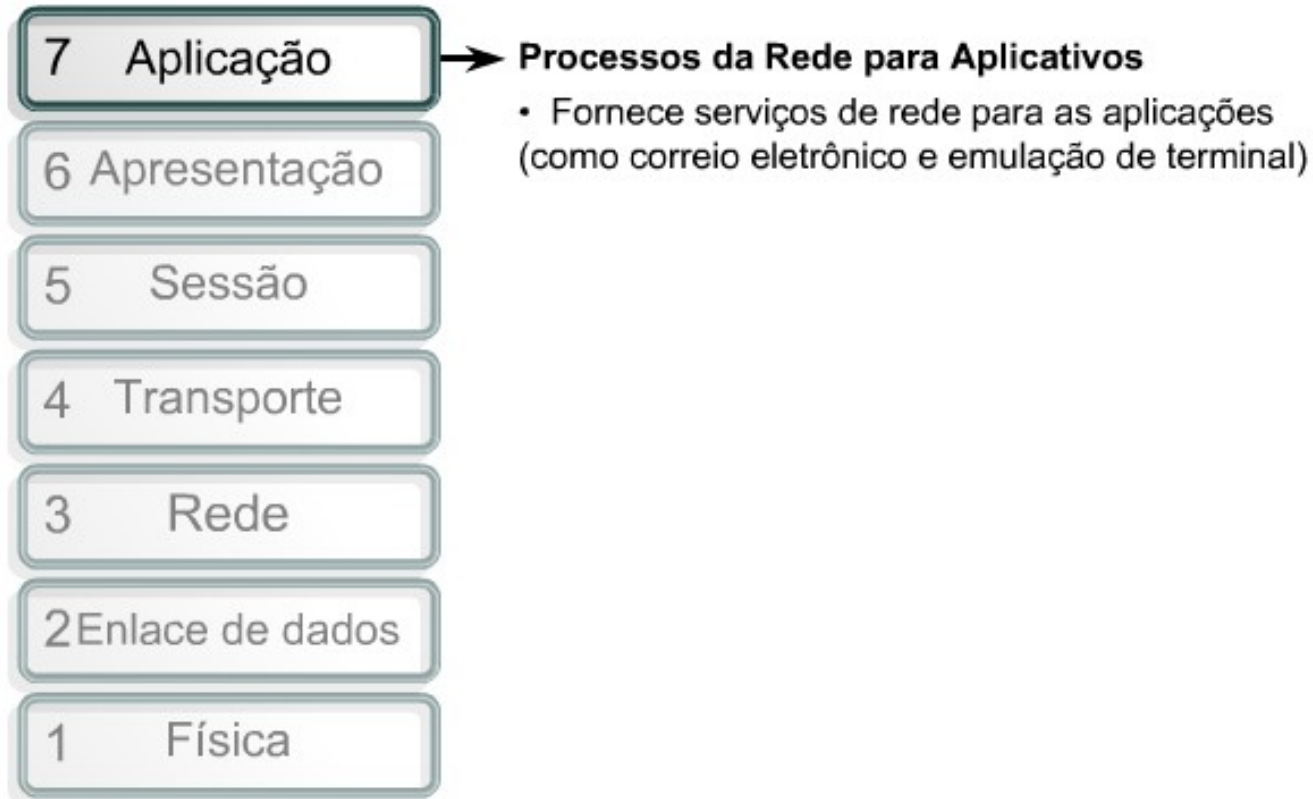 7 Aplicação
Processos da Rede para Aplicativos
• Fornece serviços de rede para as aplicações
(como correio eletrônico e emulação de terminal)
6 Apresentação
5 Sessão
4 Transporte
3 Rede
2 Enlace de dados
1 Física